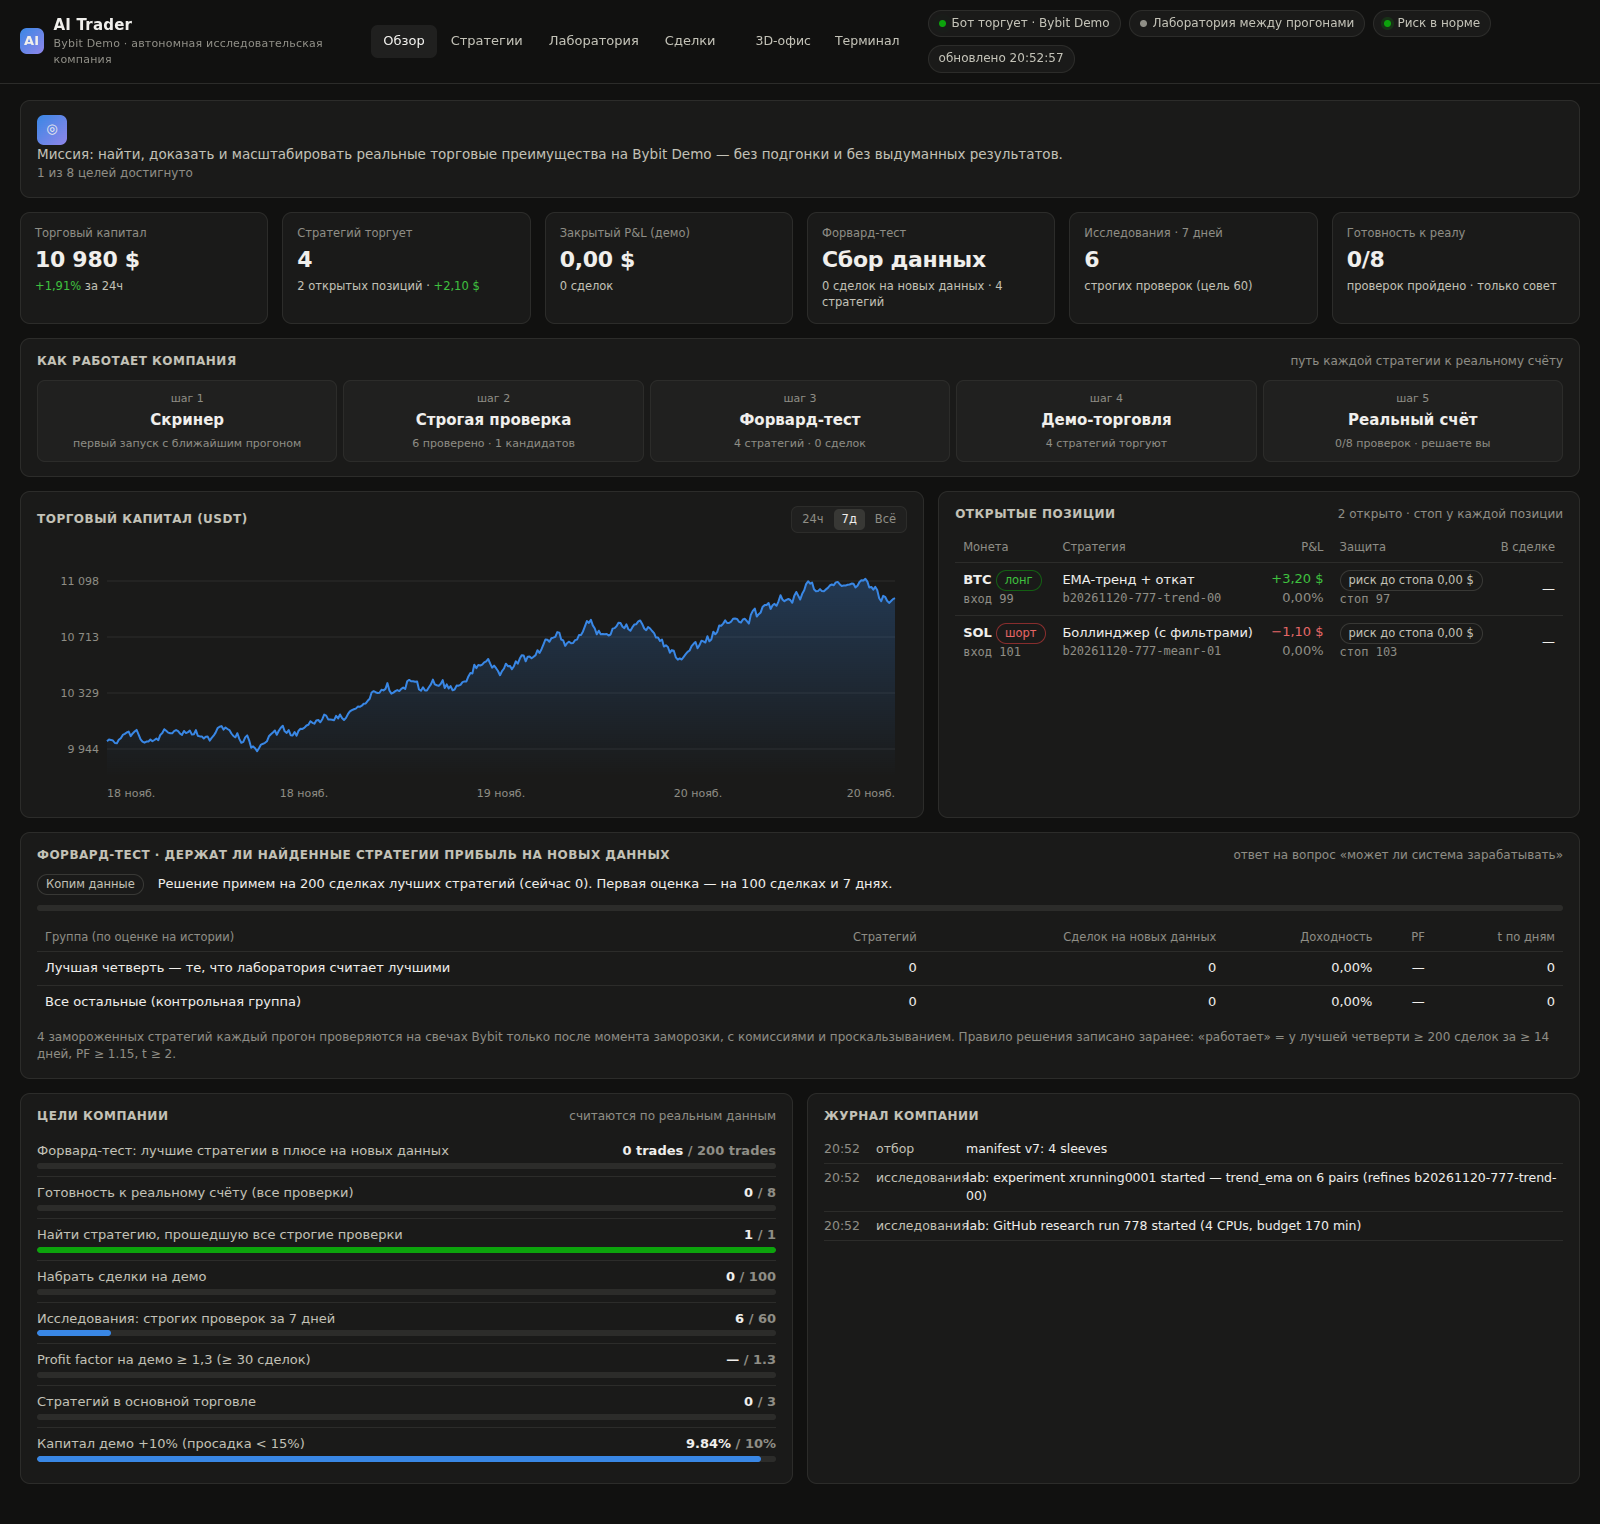 AI
AI Trader
Bybit Demo · автономная исследовательская
компания
Обзор
Стратегии
Лаборатория
Сделки
3D-офис
Терминал
Бот торгует · Bybit Demo
Лаборатория между прогонами
Риск в норме
обновлено 20:52:57
Миссия: найти, доказать и масштабировать реальные торговые преимущества на Bybit Demo — без подгонки и без выдуманных результатов.
1 из 8 целей достигнуто
Торговый капитал
10 980 $
+1,91% за 24ч
Стратегий торгует
4
2 открытых позиций · +2,10 $
Закрытый P&L (демо)
0,00 $
0 сделок
Форвард-тест
Сбор данных
0 сделок на новых данных · 4
стратегий
Исследования · 7 дней
6
строгих проверок (цель 60)
Готовность к реалу
0/8
проверок пройдено · только совет
КАК РАБОТАЕТ КОМПАНИЯ
путь каждой стратегии к реальному счёту
шаг 1
Скринер
первый запуск с ближайшим прогоном
шаг 2
Строгая проверка
6 проверено · 1 кандидатов
шаг 3
Форвард-тест
4 стратегий · 0 сделок
шаг 4
Демо-торговля
4 стратегий торгуют
шаг 5
Реальный счёт
0/8 проверок · решаете вы
ТОРГОВЫЙ КАПИТАЛ (USDT)
24ч 7д Всё
11 098
10 713
10 329
9 944
18 нояб. 18 нояб. 19 нояб. 20 нояб. 20 нояб.
ОТКРЫТЫЕ ПОЗИЦИИ
2 открыто · стоп у каждой позиции
Монета Стратегия P&L Защита В сделке
BTC лонг EMA-тренд + откат +3,20 $ риск до стопа 0,00 $ —
вход 99 b20261120-777-trend-00 0,00% стоп 97
SOL шорт Боллинджер (с фильтрами) −1,10 $ риск до стопа 0,00 $ —
вход 101 b20261120-777-meanr-01 0,00% стоп 103
ФОРВАРД-ТЕСТ · ДЕРЖАТ ЛИ НАЙДЕННЫЕ СТРАТЕГИИ ПРИБЫЛЬ НА НОВЫХ ДАННЫХ
ответ на вопрос «может ли система зарабатывать»
Копим данные Решение примем на 200 сделках лучших стратегий (сейчас 0). Первая оценка — на 100 сделках и 7 днях.
Группа (по оценке на истории) Стратегий Сделок на новых данных Доходность PF t по дням
Лучшая четверть — те, что лаборатория считает лучшими 0 0 0,00% — 0
Все остальные (контрольная группа) 0 0 0,00% — 0
4 замороженных стратегий каждый прогон проверяются на свечах Bybit только после момента заморозки, с комиссиями и проскальзыванием. Правило решения записано заранее: «работает» = у лучшей четверти ≥ 200 сделок за ≥ 14
дней, PF ≥ 1.15, t ≥ 2.
ЦЕЛИ КОМПАНИИ
считаются по реальным данным
Форвард-тест: лучшие стратегии в плюсе на новых данных 0 trades / 200 trades
Готовность к реальному счёту (все проверки) 0 / 8
Найти стратегию, прошедшую все строгие проверки 1 / 1
Набрать сделки на демо 0 / 100
Исследования: строгих проверок за 7 дней 6 / 60
Profit factor на демо ≥ 1,3 (≥ 30 сделок) — / 1.3
Стратегий в основной торговле 0 / 3
Капитал демо +10% (просадка < 15%) 9.84% / 10%
ЖУРНАЛ КОМПАНИИ
20:52 отбор manifest v7: 4 sleeves
20:52 исследования lab: experiment xrunning0001 started — trend_ema on 6 pairs (refines b20261120-777-trend-
00)
20:52 исследования lab: GitHub research run 778 started (4 CPUs, budget 170 min)